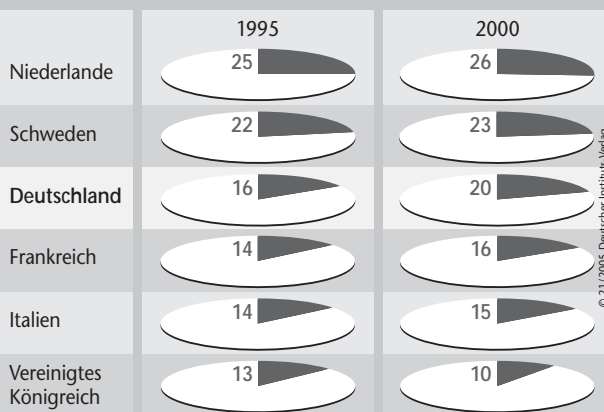 1995 2000
Niederlande 25 26
Schweden 22 23
Deutschland 16 20
Frankreich 14 16
Italien 14 15
Vereinigtes
Königreich 13 10
© 21/2005 Deutscher Instituts-Verlag